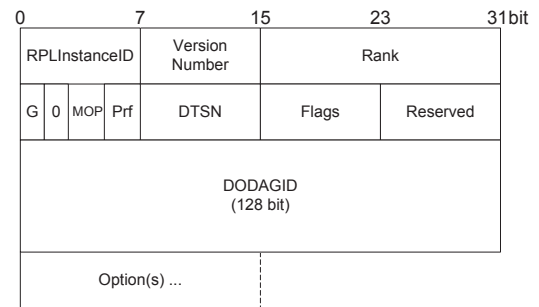 0 7 15 23 31bit
RPLInstanceID Version Number Rank
G 0 MOP Prf DTSN Flags Reserved
DODAGID
(128 bit)
Option(s) ...